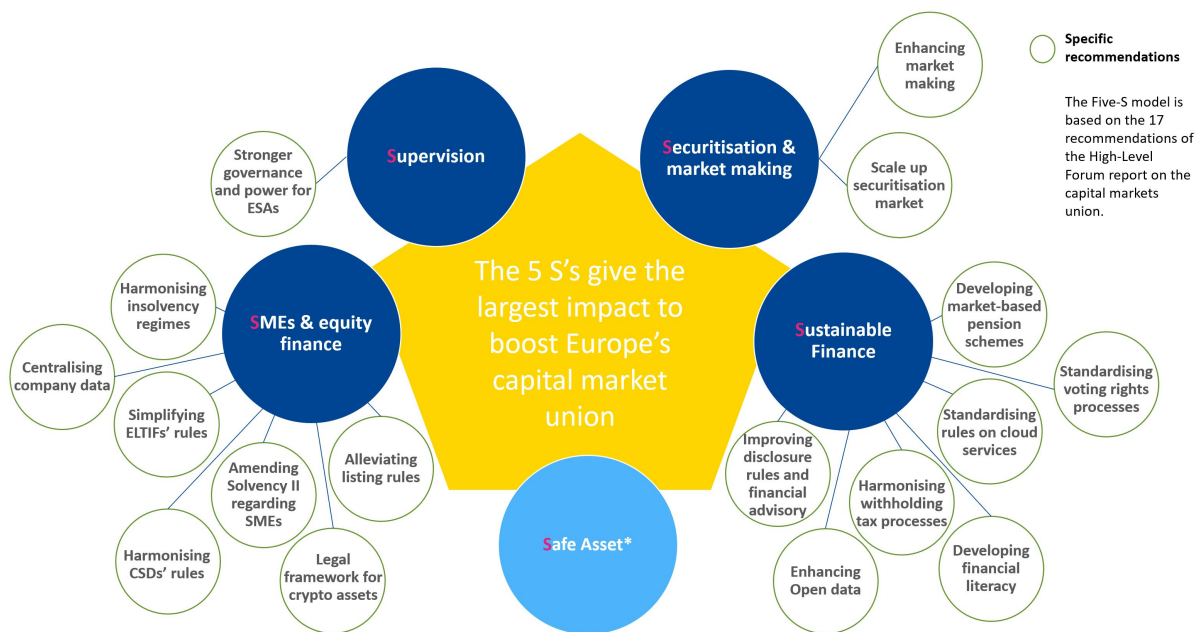 Supervision
Securitisation &
market making
Enhancing
market
making
Specific
recommendations
The Five-S model is
based on the 17
recommendations of
the High-Level
Forum report on the
capital markets
union.
Stronger
governance
and power for
ESAs
Scale up
securitisation
market
The 5 S’s give the
largest impact to
boost Europe’s
capital market
union
Harmonising
insolvency
regimes
SMEs & equity
finance
Centralising
company data
Simplifying
ELTIFs’ rules
Amending
Solvency II
regarding
SMEs
Alleviating
listing rules
Harmonising
CSDs’ rules
Legal
framework for
crypto assets
Safe Asset*
Sustainable
Finance
Developing
market-based
pension
schemes
Standardising
voting rights
processes
Standardising
rules on cloud
services
Improving
disclosure
rules and
financial
advisory
Harmonising
withholding
tax processes
Enhancing
Open data
Developing
financial
literacy